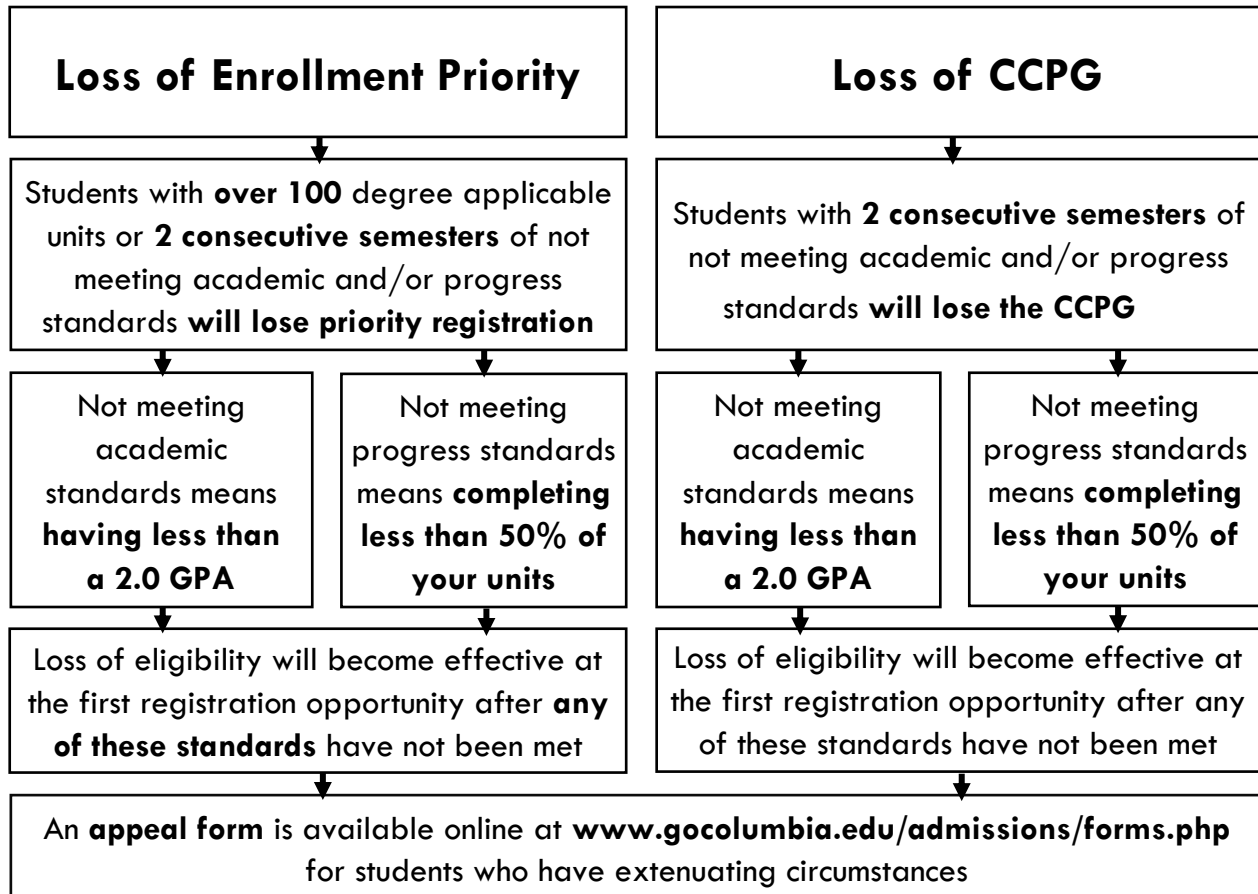 Loss of Enrollment Priority
Students with over 100 degree applicable
units or 2 consecutive semesters of not
meeting academic and/or progress
standards will lose priority registration
Not meeting
academic
standards means
having less than
a 2.0 GPA
Not meeting
progress standards
means completing
less than 50% of
your units
Loss of eligibility will become effective at
the first registration opportunity after any
of these standards have not been met
Loss of CCPG
Students with 2 consecutive semesters of
not meeting academic and/or progress
standards will lose the CCPG
Not meeting
academic
standards means
having less than
a 2.0 GPA
Not meeting
progress standards
means completing
less than 50% of
your units
Loss of eligibility will become effective at
the first registration opportunity after any
of these standards have not been met
An appeal form is available online at www.gocolumbia.edu/admissions/forms.php
for students who have extenuating circumstances